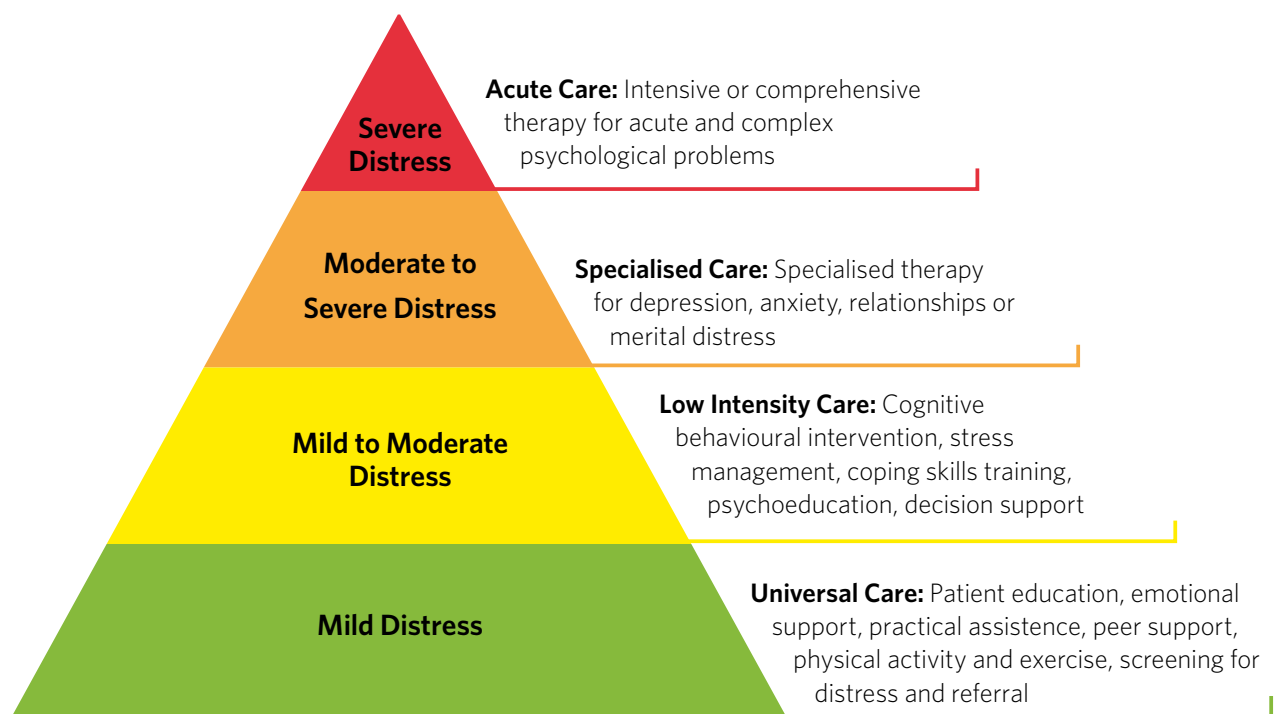 Severe
Distress
Acute Care: Intensive or comprehensive
therapy for acute and complex
psychological problems
Moderate to
Severe Distress
Specialised Care: Specialised therapy
for depression, anxiety, relationships or
merital distress
Mild to Moderate
Distress
Low Intensity Care: Cognitive
behavioural intervention, stress
management, coping skills training,
psychoeducation, decision support
Mild Distress
Universal Care: Patient education, emotional
support, practical assistence, peer support,
physical activity and exercise, screening for
distress and referral